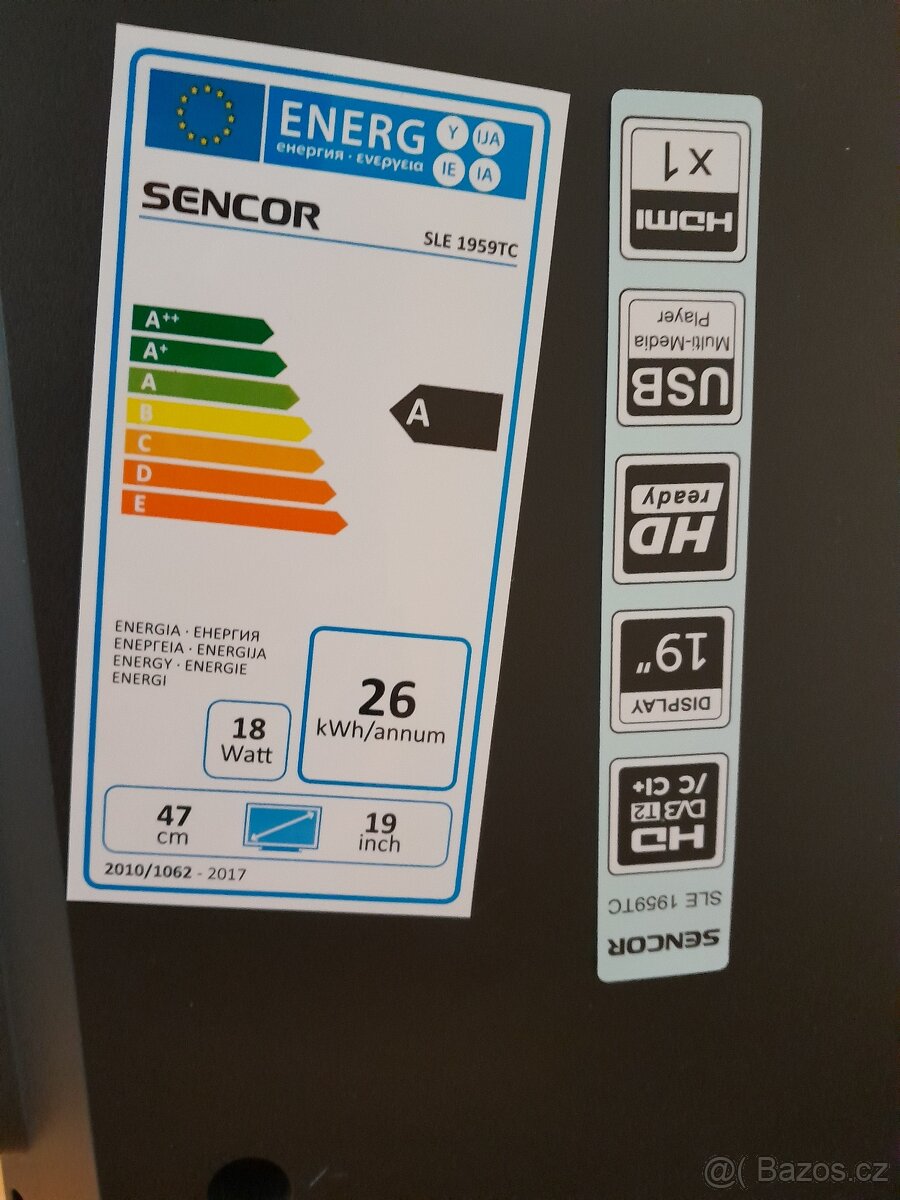 ENERG Y IJA
енергия · ενεργεια IE IA
SENCOR
SLE 1959TC
A++
A+
A
B
C
D
E
A
ENERGIA · ЕНЕРГИЯ
ΕΝΕΡΓΕΙΑ · ENERGIJA
ENERGY · ENERGIE
ENERGI
26
kWh/annum
18
Watt
47
cm
19
inch
2010/1062 - 2017
SENCOR
SLE 1959TC
HD
DVB T2
/C CI+
DISPLAY
19"
HD
ready
USB
Multi-Media
Player
HDMI
x1
@( Bazos.cz